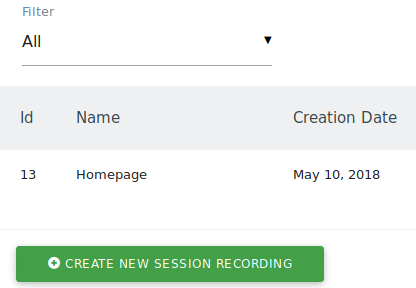 Filter
All
Id Name Creation Date
13 Homepage May 10, 2018
CREATE NEW SESSION RECORDING